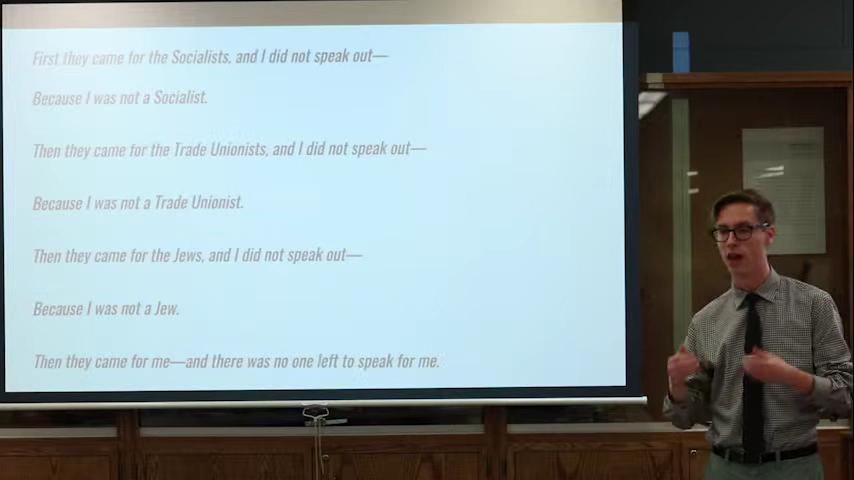 First they came for the Socialists, and I did not speak out—
Because I was not a Socialist.
Then they came for the Trade Unionists, and I did not speak out—
Because I was not a Trade Unionist.
Then they came for the Jews, and I did not speak out—
Because I was not a Jew.
Then they came for me—and there was no one left to speak for me.